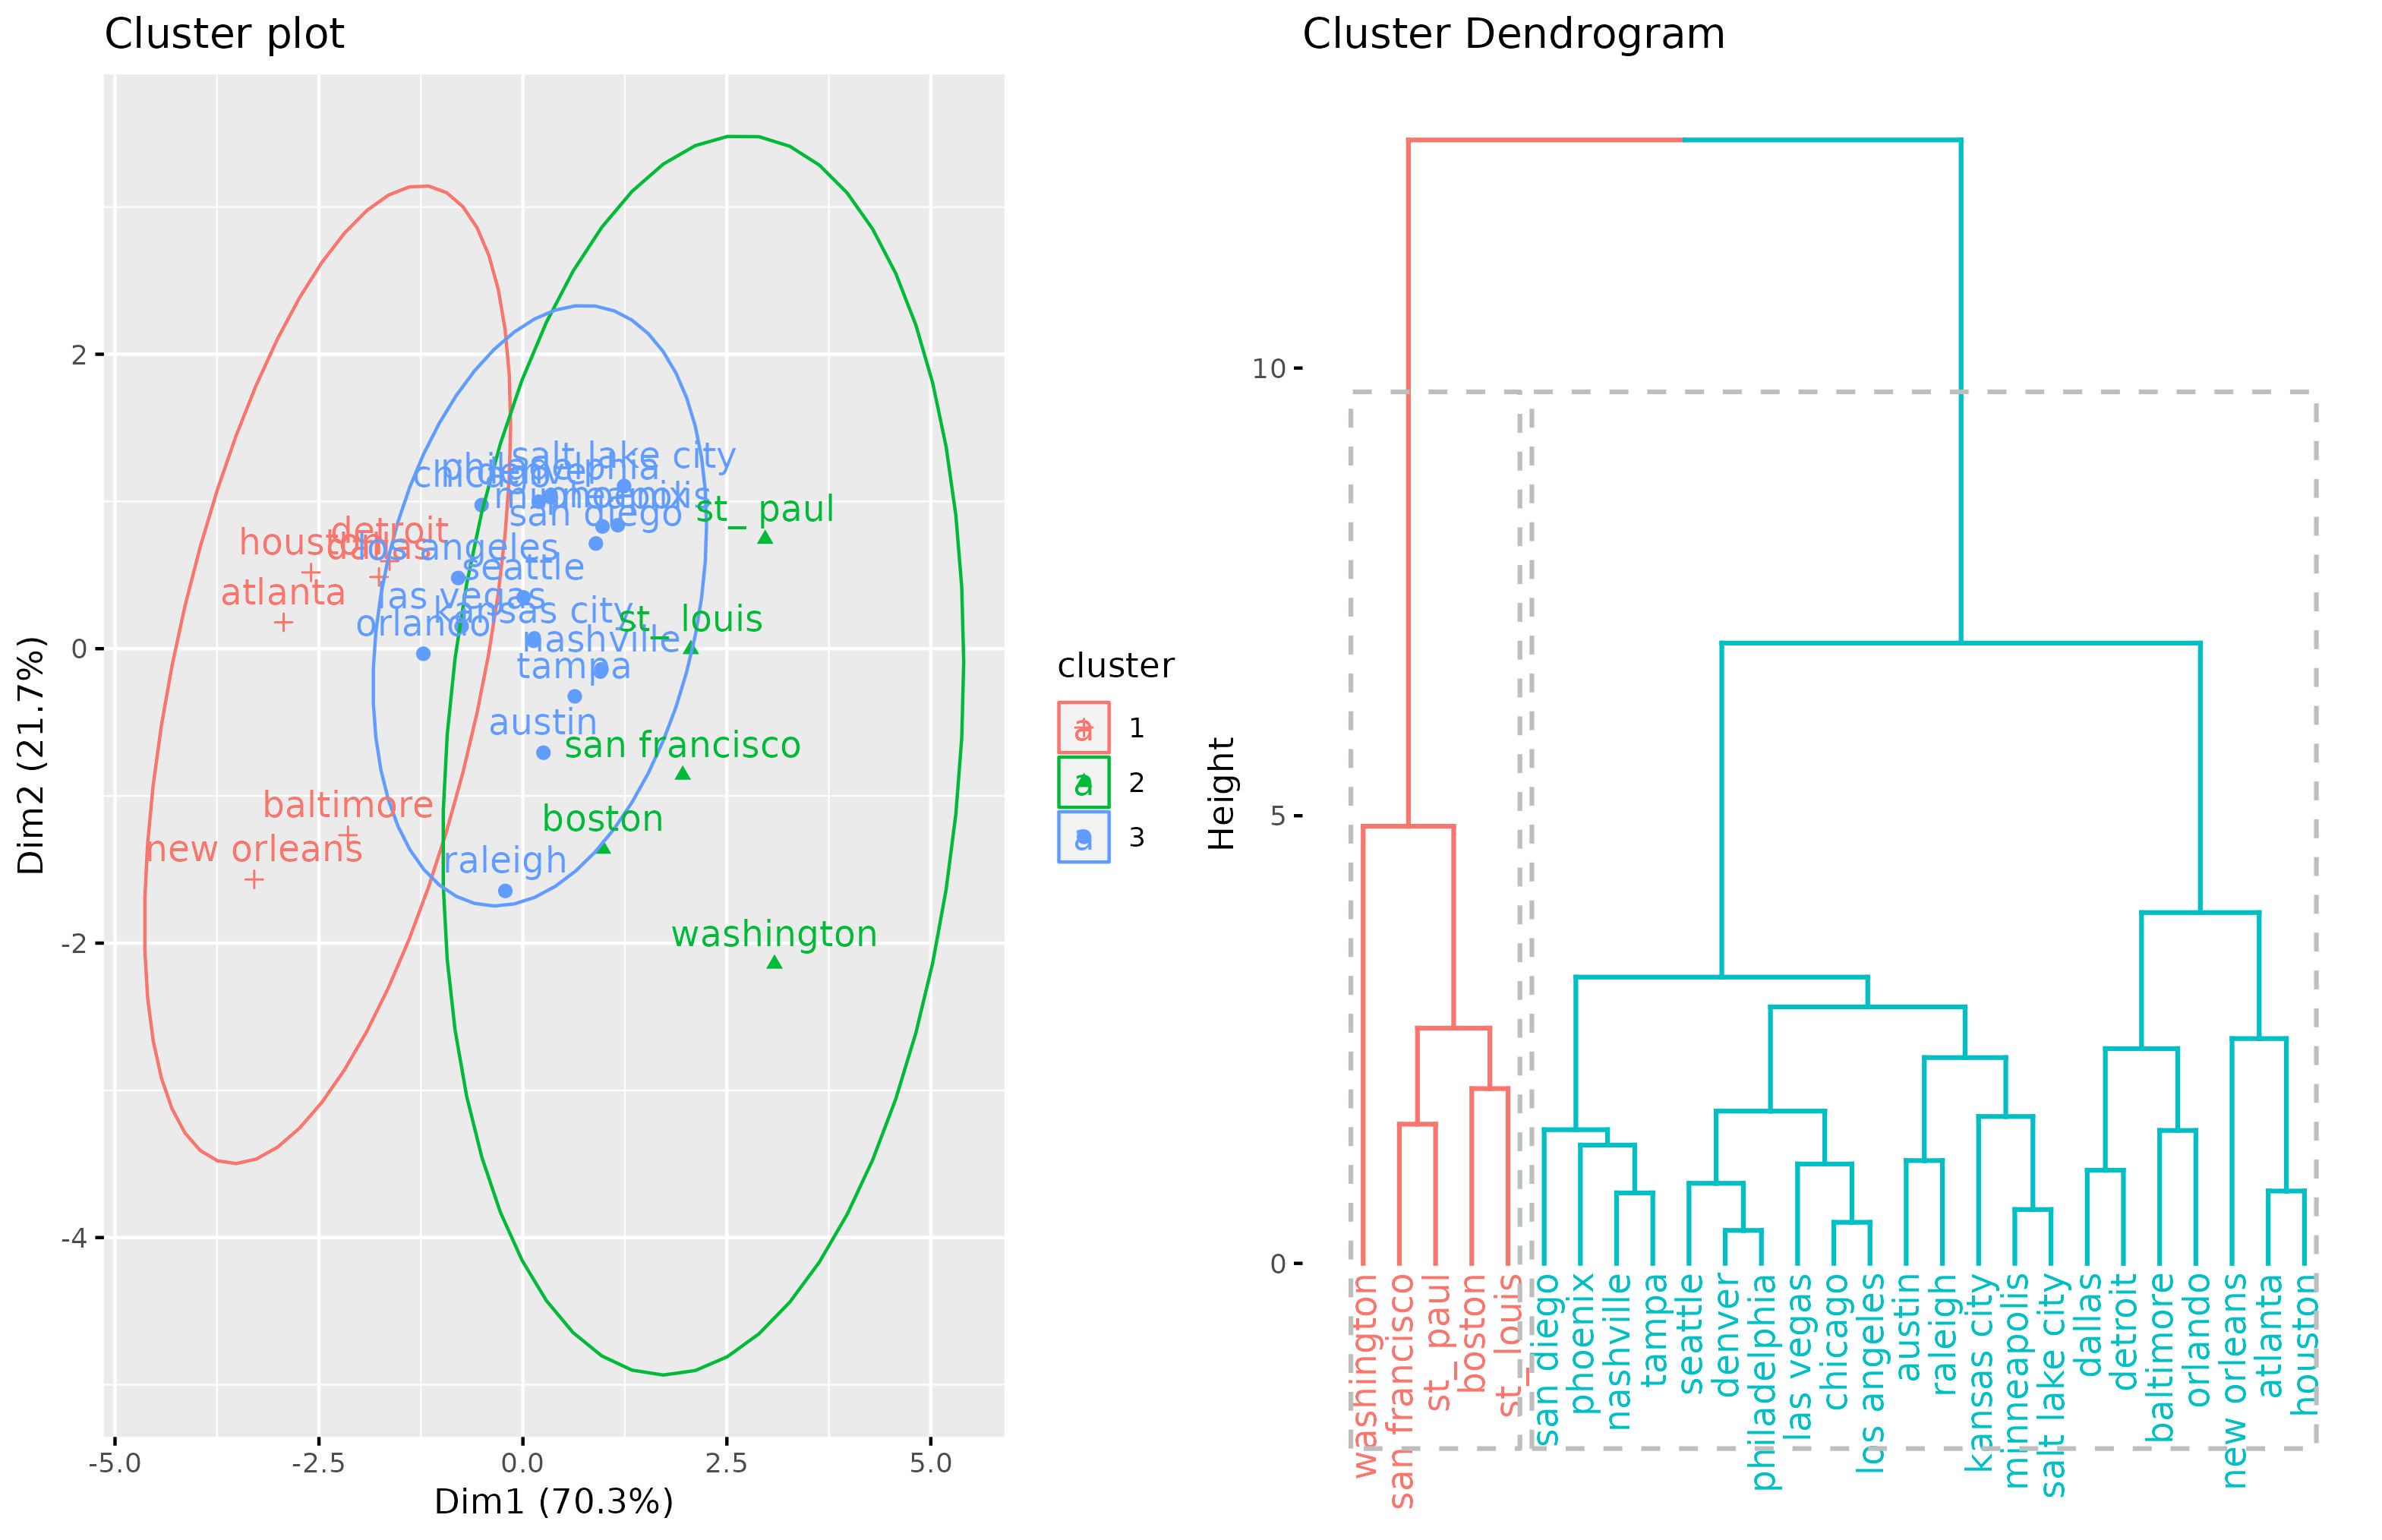 Cluster plot
salt lake city
philadelphia
denver
chicago
minneapolis
phoenix
san diego
st_ paul
detroit
houston
dallas
los angeles
seattle
atlanta
las vegas
kansas city
st_ louis
orlando
nashville
tampa
austin
san francisco
baltimore
boston
new orleans
raleigh
washington
2
0
-2
-4
-5.0
-2.5
0.0
2.5
5.0
Dim1 (70.3%)
Dim2 (21.7%)
cluster
a 1
a 2
a 3
Cluster Dendrogram
Height
10
5
0
washington
san francisco
st_ paul
boston
st_ louis
san diego
phoenix
nashville
tampa
seattle
denver
philadelphia
las vegas
chicago
los angeles
austin
raleigh
kansas city
minneapolis
salt lake city
dallas
detroit
baltimore
orlando
new orleans
atlanta
houston